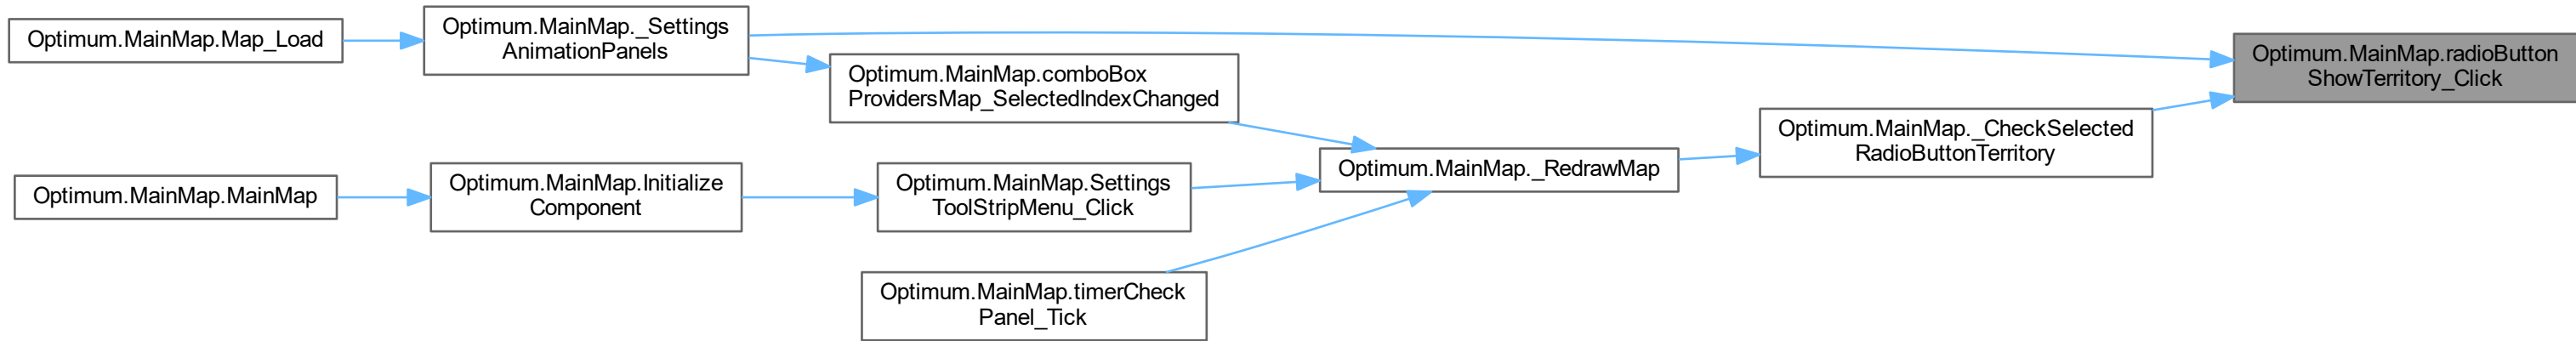 Optimum.MainMap.Map_Load
Optimum.MainMap._Settings
AnimationPanels
Optimum.MainMap.comboBox
ProvidersMap_SelectedIndexChanged
Optimum.MainMap.radioButton
ShowTerritory_Click
Optimum.MainMap._CheckSelected
RadioButtonTerritory
Optimum.MainMap._RedrawMap
Optimum.MainMap.MainMap
Optimum.MainMap.Initialize
Component
Optimum.MainMap.Settings
ToolStripMenu_Click
Optimum.MainMap.timerCheck
Panel_Tick